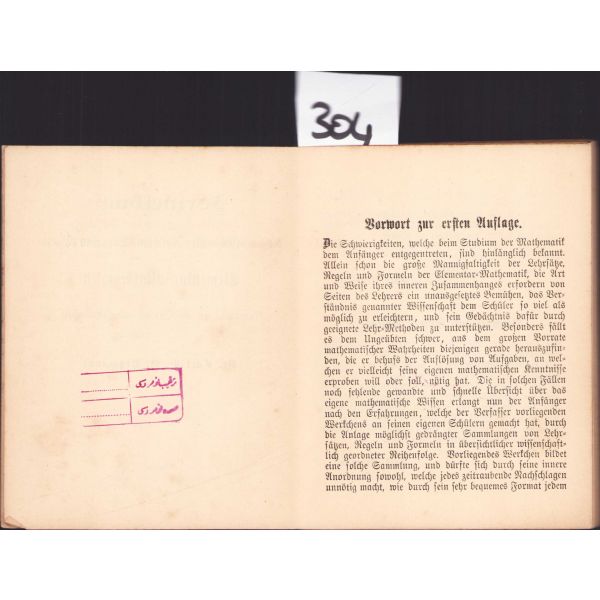 304
Vorwort zur ersten Auflage.
Die Schwierigkeiten, welche beim Studium der Mathematik
dem Anfänger entgegentreten, sind hinlänglich bekannt.
Allein schon die große Mannigfaltigkeit der Lehrsätze,
Regeln und Formeln der Elementar-Mathematik, die Art
und Weise ihres inneren Zusammenhanges erfordern von
Seiten des Lehrers ein unausgesetztes Bemühen, das Ver-
ständnis genannter Wissenschaft dem Schüler so viel als
möglich zu erleichtern, und sein Gedächtnis dafür durch
geeignete Lehr-Methoden zu unterstützen. Besonders fällt
es dem Ungeübten schwer, aus dem großen Vorrate
mathematischer Wahrheiten diejenigen gerade herauszufin-
den, die er behufs der Auflösung von Aufgaben, an wel-
chen er vielleicht seine eigenen mathematischen Kenntnisse
erproben will oder soll, nötig hat. Die in solchen Fällen
noch fehlende gewandte und schnelle Übersicht über das
eigene mathematische Wissen erlangt nun der Anfänger
nach den Erfahrungen, welche der Verfasser vorliegenden
Werkchens an seinen eigenen Schülern gemacht hat, durch
die Anlage möglichst gedrängter Sammlungen von Lehr-
sätzen, Regeln und Formeln in übersichtlicher wissenschaft-
lich geordneter Reihenfolge. Vorliegendes Werkchen bildet
eine solche Sammlung, und dürfte sich durch seine innere
Anordnung sowohl, welche jedes zeitraubende Nachschlagen
unnötig macht, wie durch sein sehr bequemes Format jedem